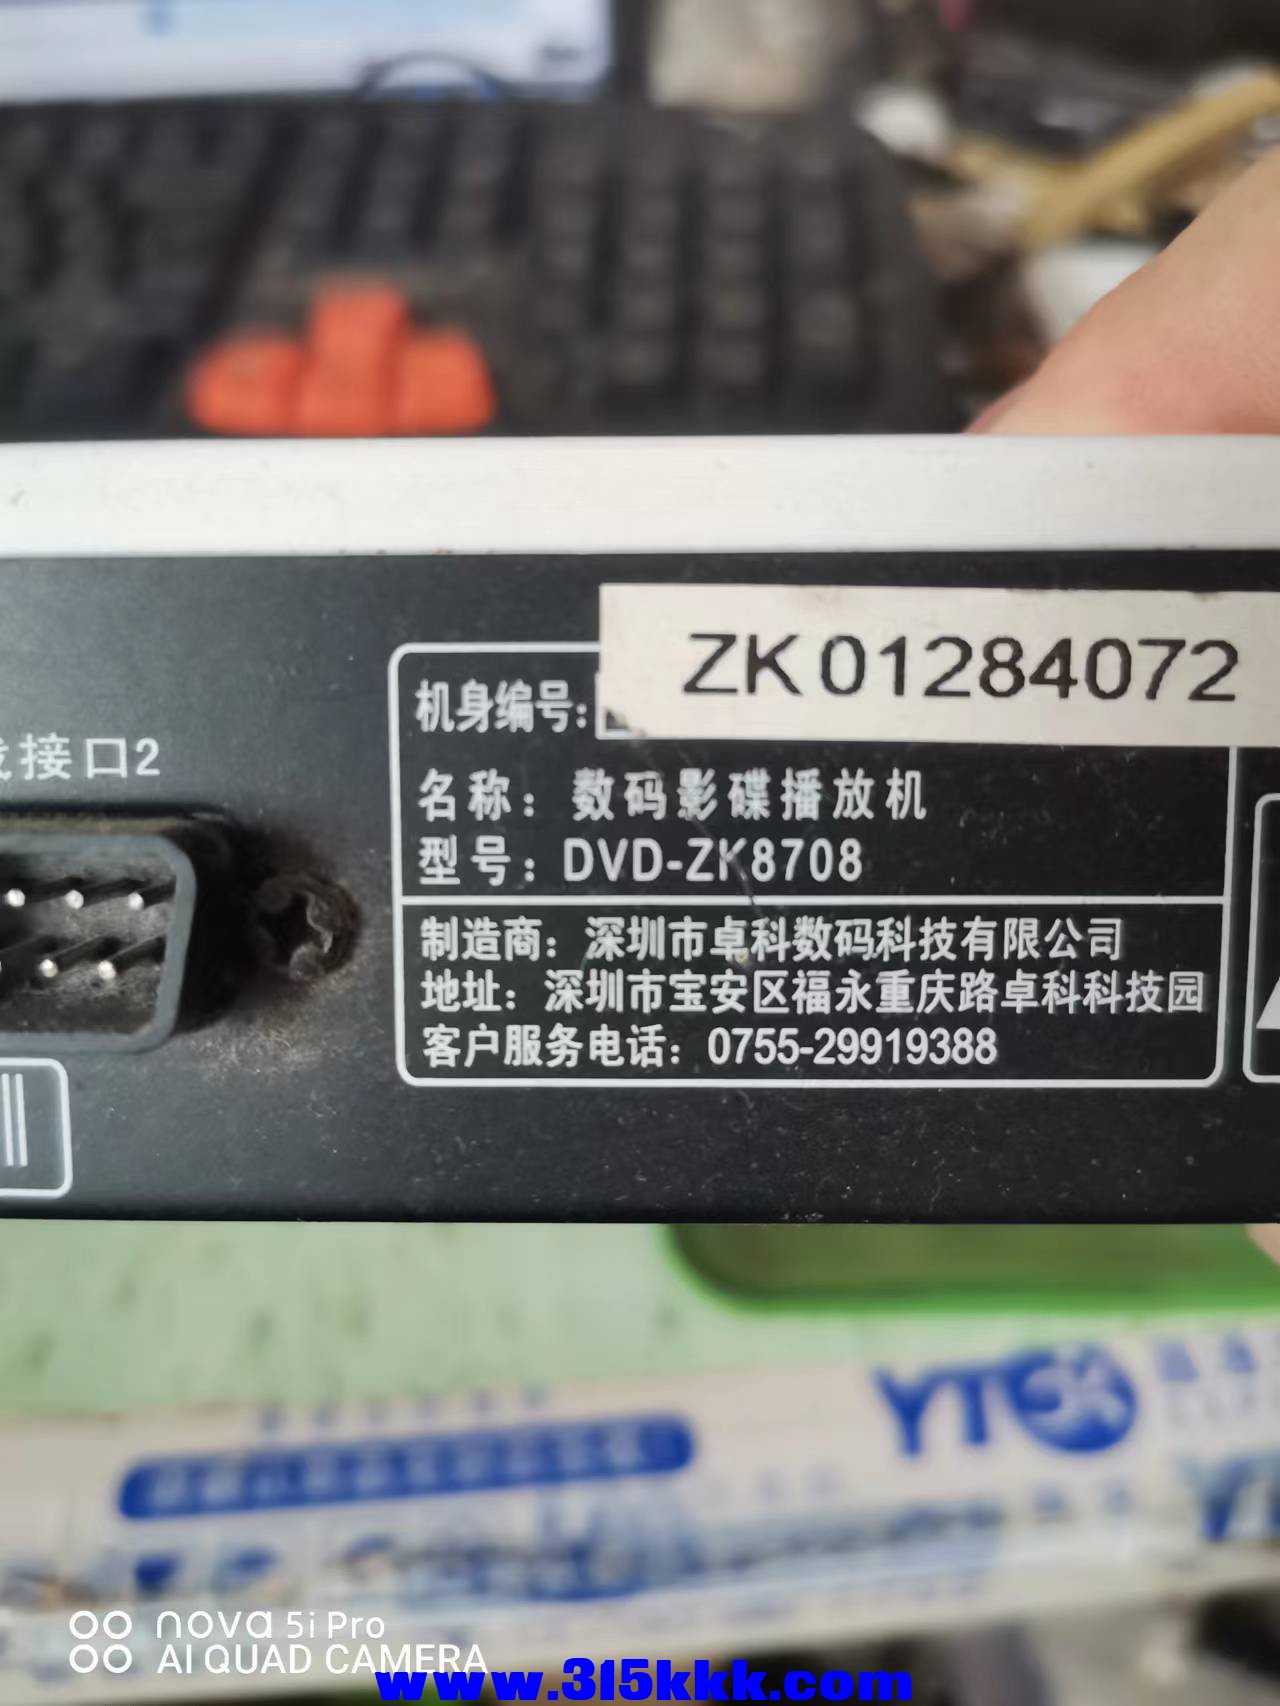 ZK 01284072
机身编号:
接口2
名称：数码影碟播放机
型号：DVD-ZK8708
制造商：深圳市卓科数码科技有限公司
地址：深圳市宝安区福永重庆路卓科科技园
客户服务电话：0755-29919388
YTO
nova 5i Pro
AI QUAD CAMERA
www.315kkk.com